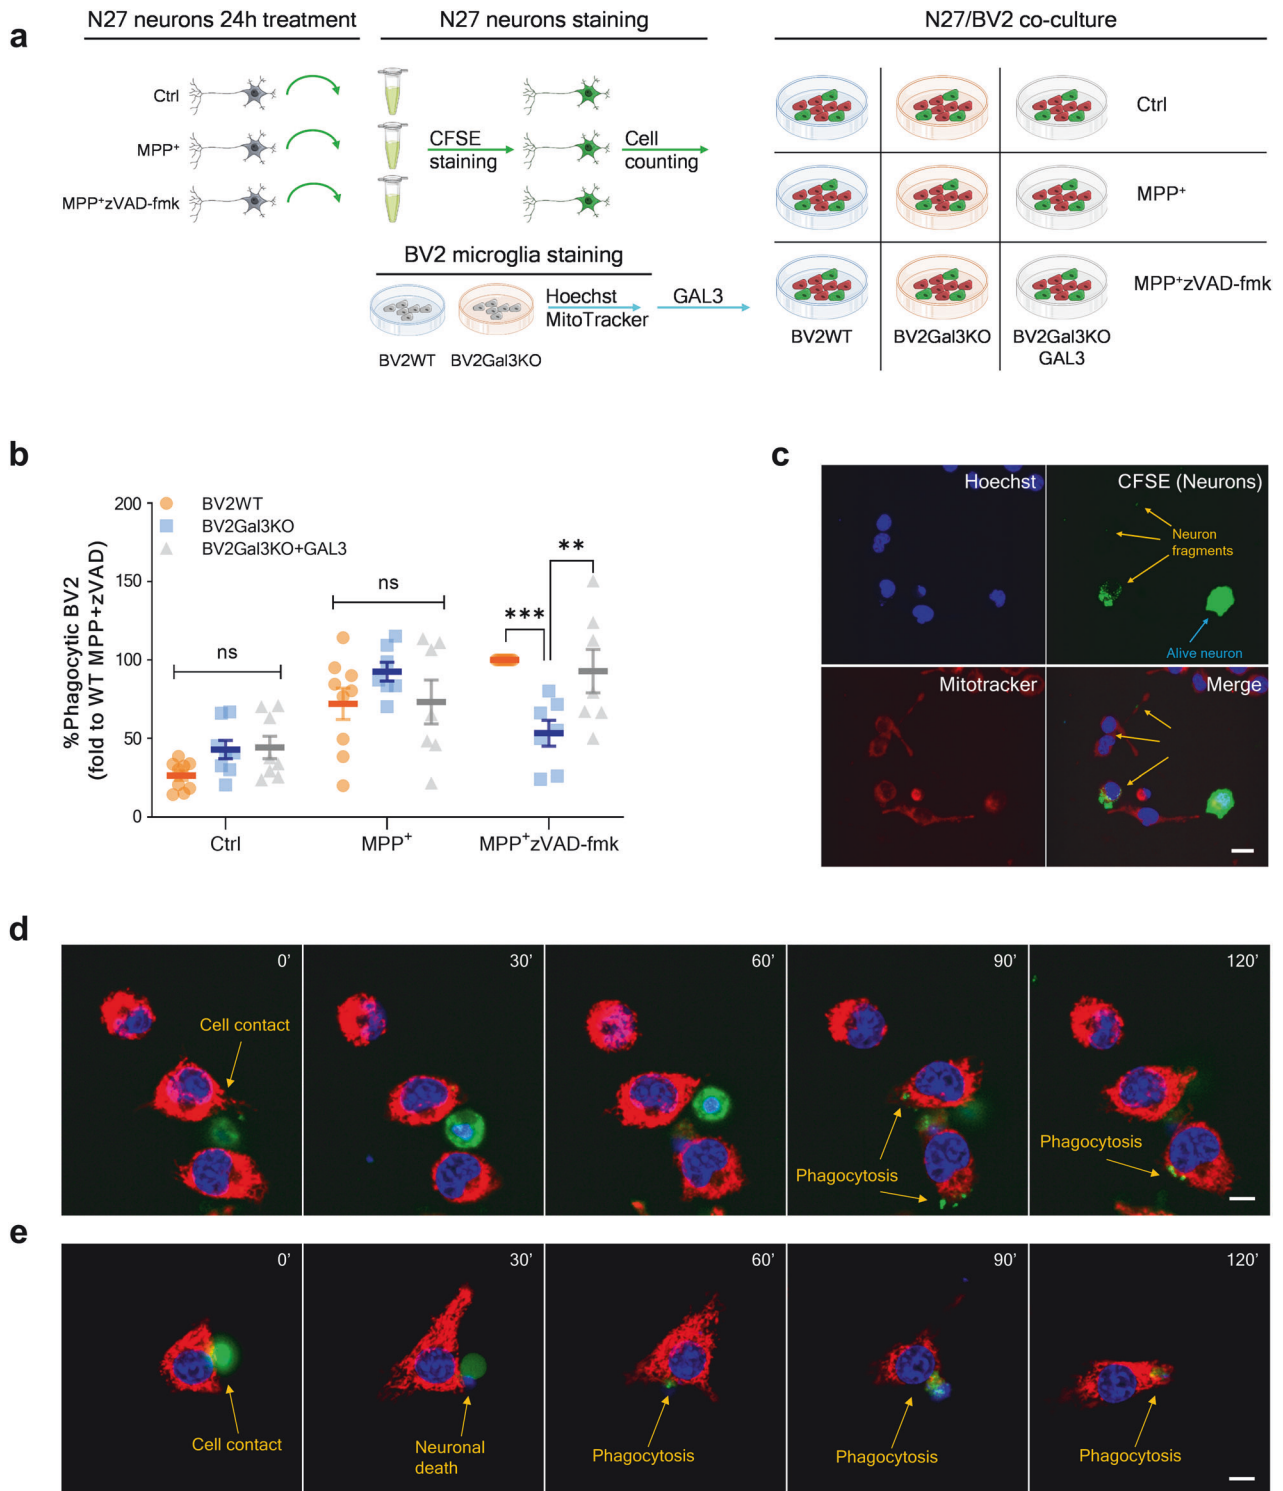 a
N27 neurons 24h treatment
N27 neurons staining
N27/BV2 co-culture
Ctrl
MPP⁺
MPP⁺zVAD-fmk
CFSE
staining
Cell
counting
Ctrl
MPP⁺
MPP⁺zVAD-fmk
BV2 microglia staining
Hoechst
MitoTracker
GAL3
BV2WT
BV2Gal3KO
BV2WT
BV2Gal3KO
BV2Gal3KO
GAL3
b
%Phagocytic BV2
(fold to WT MPP+zVAD)
200
150
100
50
0
BV2WT
BV2Gal3KO
BV2Gal3KO+GAL3
ns
ns
***
**
Ctrl
MPP⁺
MPP⁺zVAD-fmk
c
Hoechst
CFSE (Neurons)
Neuron
fragments
Alive neuron
Mitotracker
Merge
d
0’
30’
60’
90’
120’
Cell contact
Phagocytosis
Phagocytosis
e
0’
30’
60’
90’
120’
Cell contact
Neuronal
death
Phagocytosis
Phagocytosis
Phagocytosis